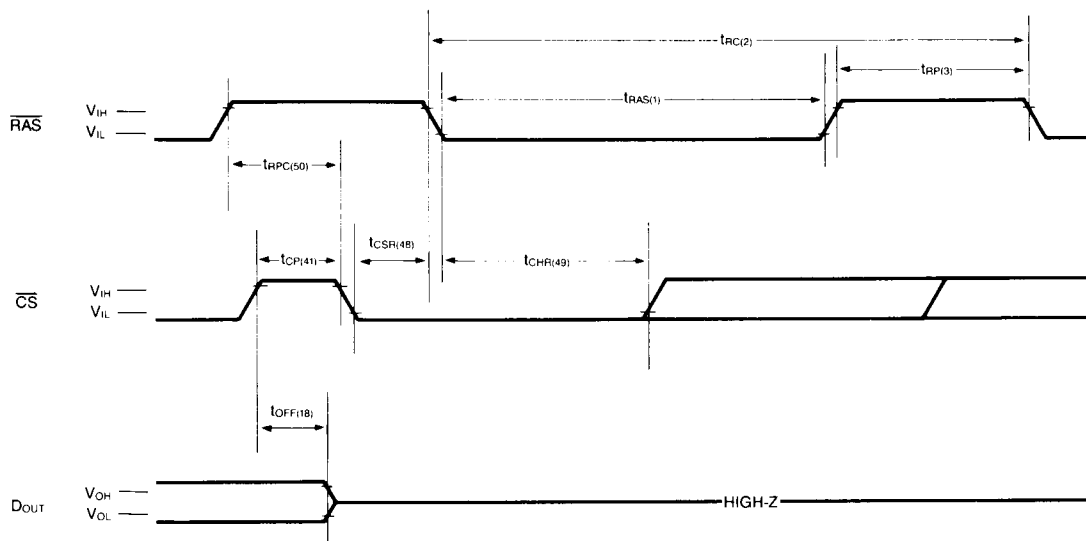 tRC(2)
tRP(3)
tRAS(1)
RAS
VIH
VIL
tRPC(50)
tCSR(48)
tCP(41)
tCHR(49)
CS
VIH
VIL
tOFF(18)
DOUT
VOH
VOL
HIGH-Z